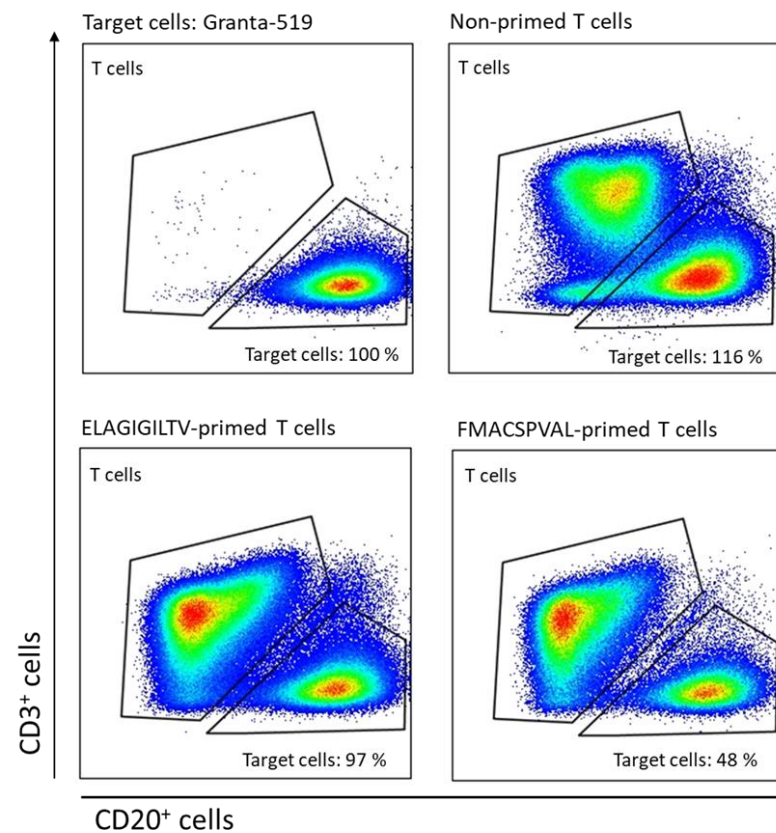 Target cells: Granta-519
Non-primed T cells
T cells
T cells
Target cells: 100 %
Target cells: 116 %
ELAGIGILTV-primed T cells
FMACSPVAL-primed T cells
T cells
T cells
Target cells: 97 %
Target cells: 48 %
CD3⁺ cells
CD20⁺ cells